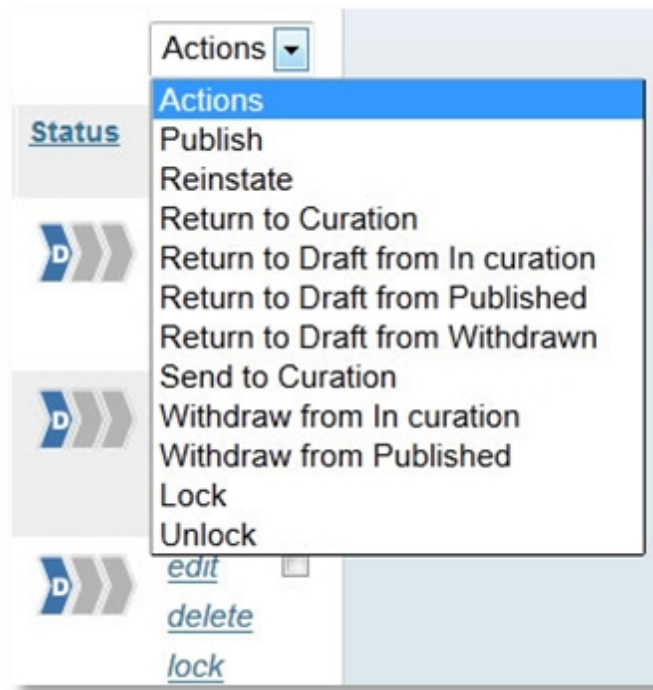 Actions
Actions
Status
Publish
Reinstate
Return to Curation
D
Return to Draft from In curation
Return to Draft from Published
Return to Draft from Withdrawn
Send to Curation
D
Withdraw from In curation
Withdraw from Published
Lock
Unlock
D
edit
delete
lock